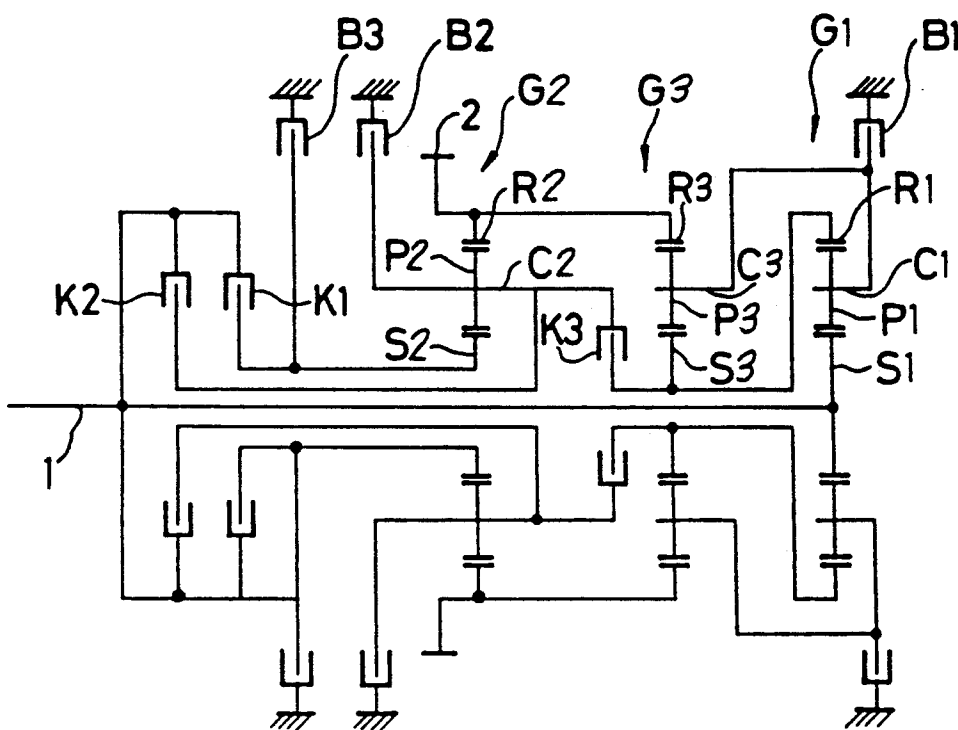 B3 B2 G1 B1
G2 G3
2
R2 R3 R1
P2 C2 C3 C1
K2 K1 K3 P3 P1
S2 S3 S1
1